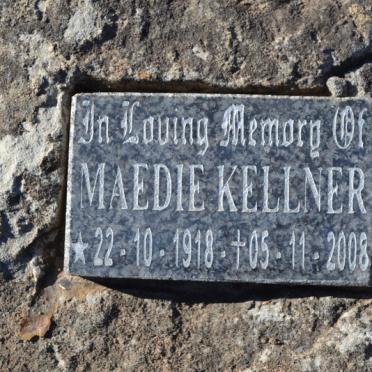 In Loving Memory Of
MAEDIE KELLNER
☆ 22 · 10 · 1918 · ✝ 05 · 11 · 2008